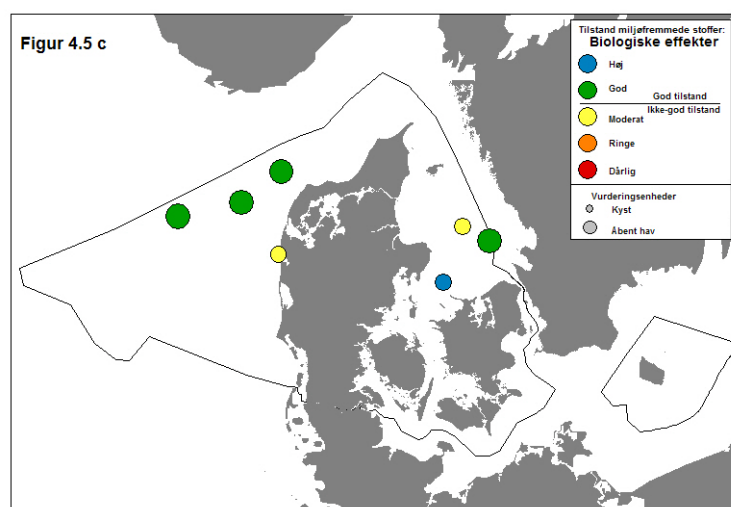 Figur 4.5 c
Tilstand miljøfremmede stoffer:
Biologiske effekter
Høj
God
God tilstand
Ikke-god tilstand
Moderat
Ringe
Dårlig
Vurderingsenheder
Kyst
Åbent hav